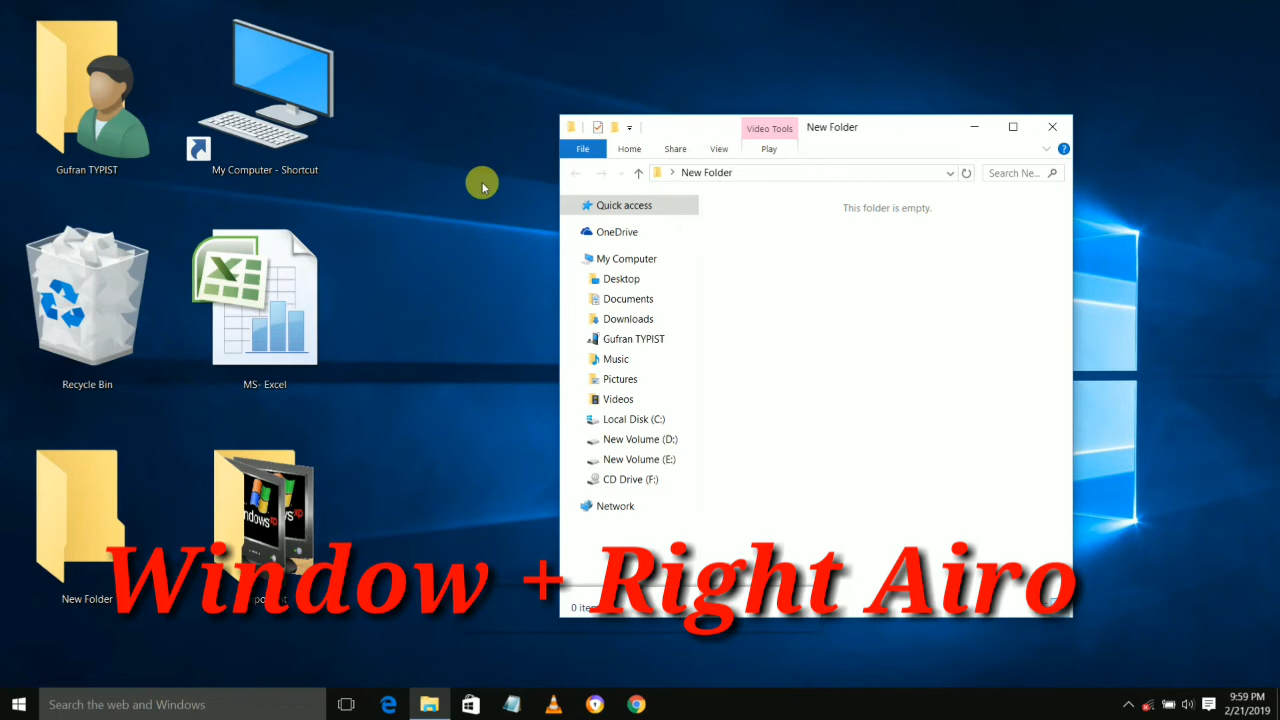 Gufran TYPIST
My Computer - Shortcut
Recycle Bin
MS- Excel
New Folder
Video Tools
New Folder
File
Home
Share
View
Play
New Folder
Search Ne...
Quick access
This folder is empty.
OneDrive
My Computer
Desktop
Documents
Downloads
Gufran TYPIST
Music
Pictures
Videos
Local Disk (C:)
New Volume (D:)
New Volume (E:)
CD Drive (F:)
Network
Window + Right Airo
Search the web and Windows
9:59 PM
2/21/2019